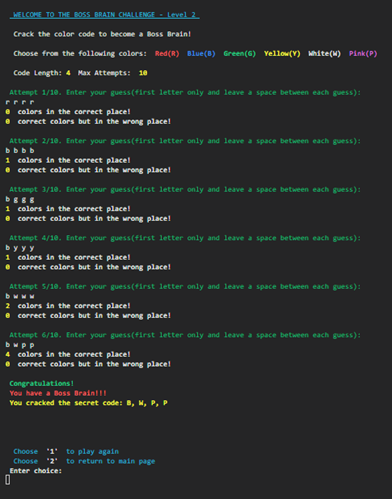 WELCOME TO THE BOSS BRAIN CHALLENGE - Level 2
Crack the color code to become a Boss Brain!
Choose from the following colors: Red(R) Blue(B) Green(G) Yellow(Y) White(W) Pink(P)
Code Length: 4 Max Attempts: 10
Attempt 1/10. Enter your guess(first letter only and leave a space between each guess):
r r r r
0 colors in the correct place!
0 correct colors but in the wrong place!
Attempt 2/10. Enter your guess(first letter only and leave a space between each guess):
b b b b
1 colors in the correct place!
0 correct colors but in the wrong place!
Attempt 3/10. Enter your guess(first letter only and leave a space between each guess):
b g g g
1 colors in the correct place!
0 correct colors but in the wrong place!
Attempt 4/10. Enter your guess(first letter only and leave a space between each guess):
b y y y
1 colors in the correct place!
0 correct colors but in the wrong place!
Attempt 5/10. Enter your guess(first letter only and leave a space between each guess):
b w w w
2 colors in the correct place!
0 correct colors but in the wrong place!
Attempt 6/10. Enter your guess(first letter only and leave a space between each guess):
b w p p
4 colors in the correct place!
0 correct colors but in the wrong place!
Congratulations!
You have a Boss Brain!!!
You cracked the secret code: B, W, P, P
Choose '1' to play again
Choose '2' to return to main page
Enter choice: